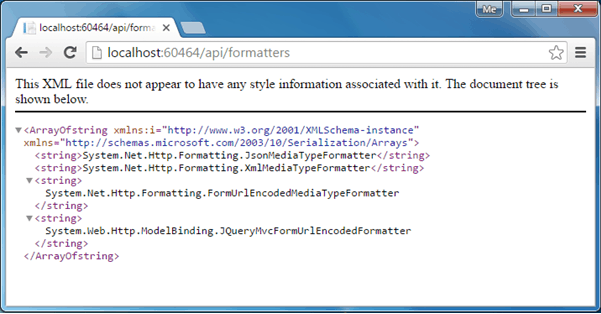 Me
localhost:60464/api/forma
localhost:60464/api/formatters
This XML file does not appear to have any style information associated with it. The document tree is
shown below.
<ArrayOfstring xmlns:i="http://www.w3.org/2001/XMLSchema-instance"
xmlns="http://schemas.microsoft.com/2003/10/Serialization/Arrays">
<string>System.Net.Http.Formatting.JsonMediaTypeFormatter</string>
<string>System.Net.Http.Formatting.XmlMediaTypeFormatter</string>
<string>
System.Net.Http.Formatting.FormUrlEncodedMediaTypeFormatter
</string>
<string>
System.Web.Http.ModelBinding.JQueryMvcFormUrlEncodedFormatter
</string>
</ArrayOfstring>